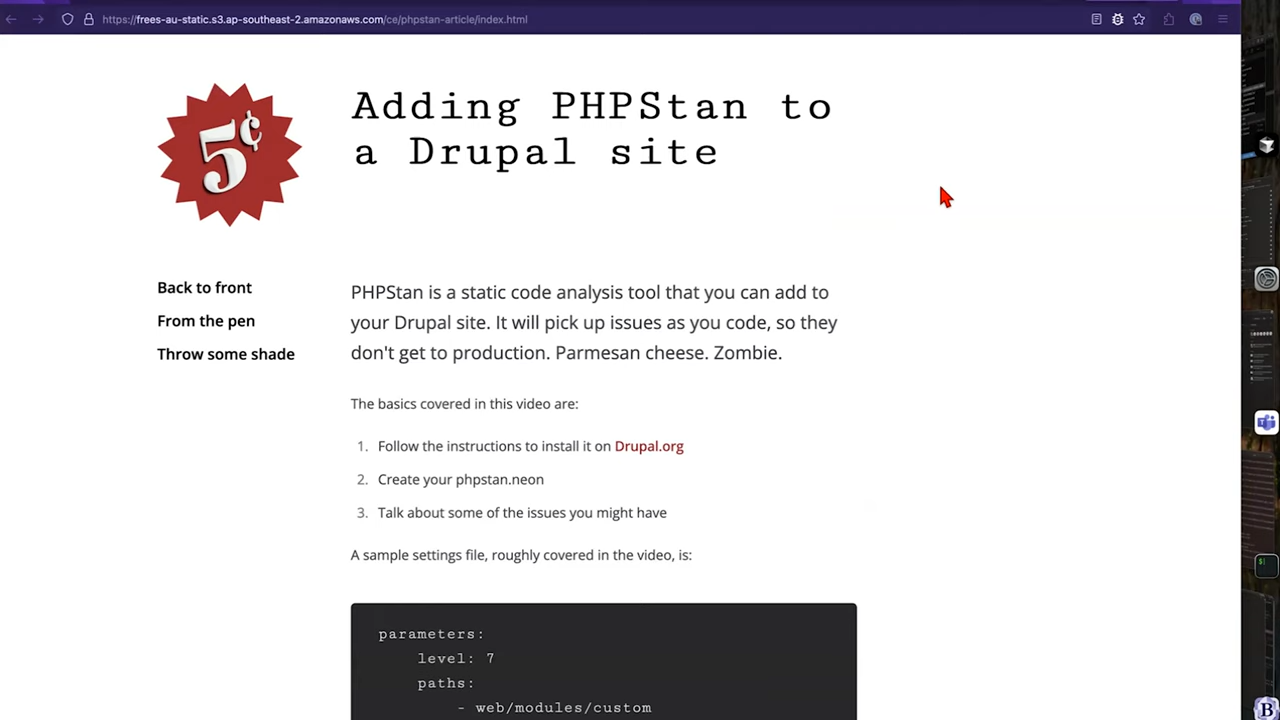 https://frees-au-static.s3.ap-southeast-2.amazonaws.com/ce/phpstan-article/index.html
5¢
Adding PHPStan to
a Drupal site
Back to front
From the pen
Throw some shade
PHPStan is a static code analysis tool that you can add to
your Drupal site. It will pick up issues as you code, so they
don't get to production. Parmesan cheese. Zombie.
The basics covered in this video are:
1. Follow the instructions to install it on Drupal.org
2. Create your phpstan.neon
3. Talk about some of the issues you might have
A sample settings file, roughly covered in the video, is:
parameters:
level: 7
paths:
- web/modules/custom
B